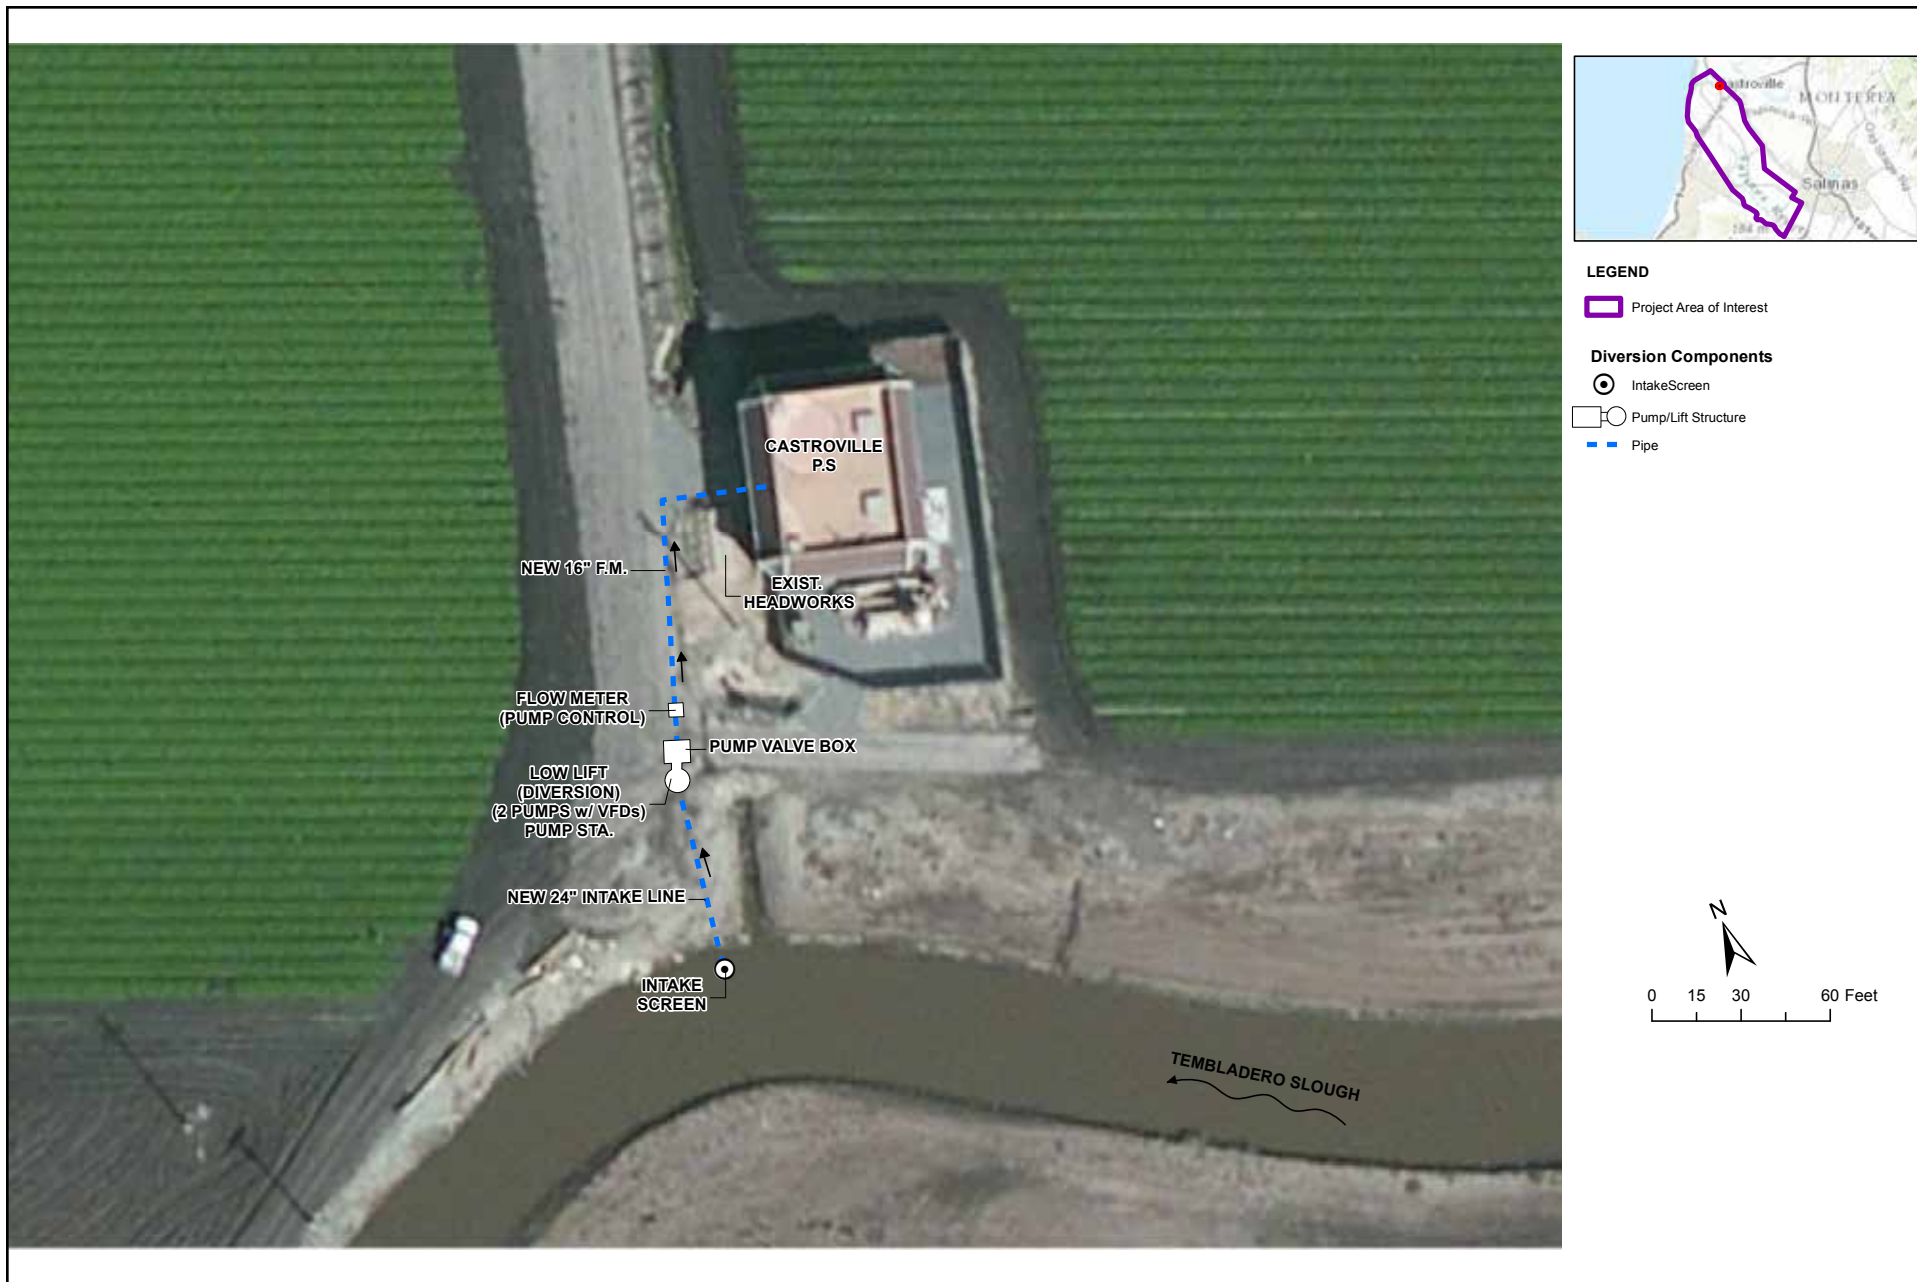 CASTROVILLE
P.S
NEW 16" F.M.
EXIST.
HEADWORKS
FLOW METER
(PUMP CONTROL)
PUMP VALVE BOX
LOW LIFT
(DIVERSION)
(2 PUMPS w/ VFDs)
PUMP STA.
NEW 24" INTAKE LINE
INTAKE
SCREEN
TEMBLADERO SLOUGH
MONTEREY
Salinas
LEGEND
Project Area of Interest
Diversion Components
IntakeScreen
Pump/Lift Structure
Pipe
N
0 15 30 60 Feet